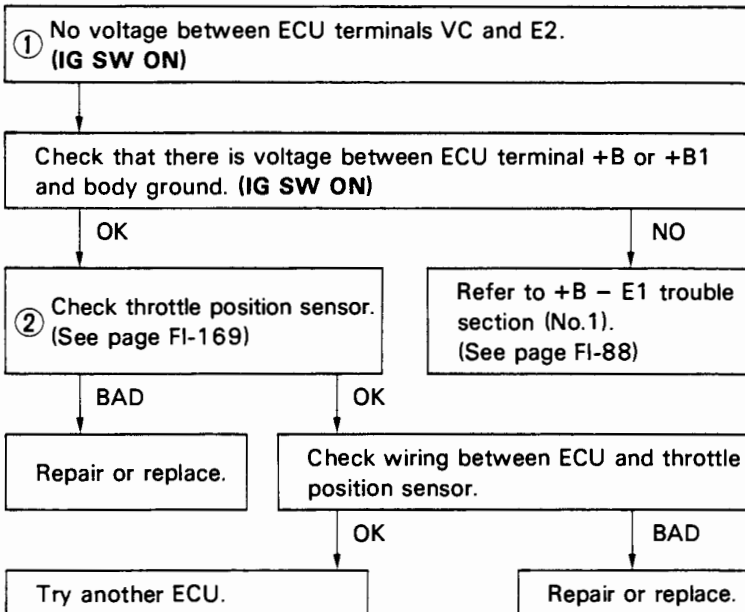 ① No voltage between ECU terminals VC and E2.
(IG SW ON)
Check that there is voltage between ECU terminal +B or +B1
and body ground. (IG SW ON)
OK
NO
② Check throttle position sensor.
(See page FI-169)
Refer to +B – E1 trouble
section (No.1).
(See page FI-88)
BAD
OK
Repair or replace.
Check wiring between ECU and throttle
position sensor.
OK
BAD
Try another ECU.
Repair or replace.